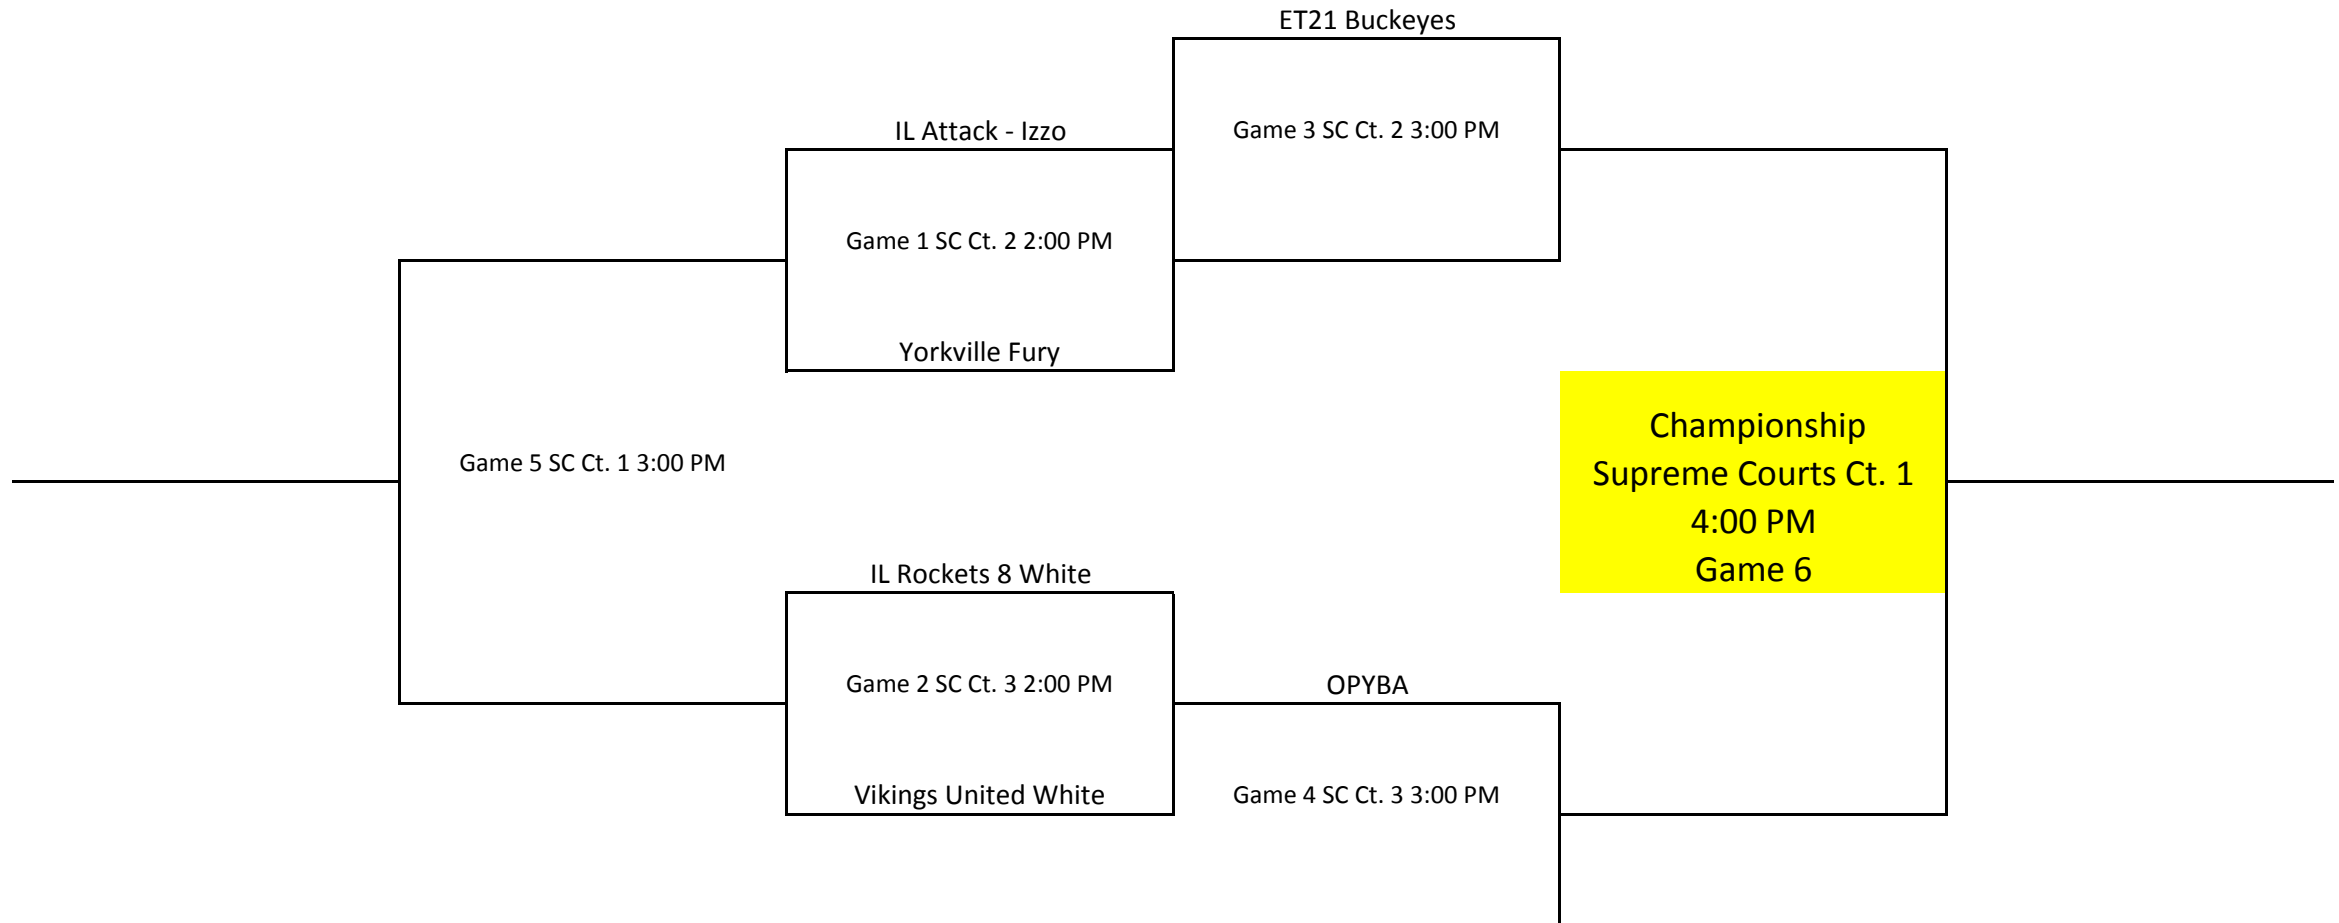 ET21 Buckeyes
IL Attack - Izzo
Game 3 SC Ct. 2 3:00 PM
Game 1 SC Ct. 2 2:00 PM
Yorkville Fury
Game 5 SC Ct. 1 3:00 PM
Championship
Supreme Courts Ct. 1
4:00 PM
Game 6
IL Rockets 8 White
Game 2 SC Ct. 3 2:00 PM
OPYBA
Vikings United White
Game 4 SC Ct. 3 3:00 PM